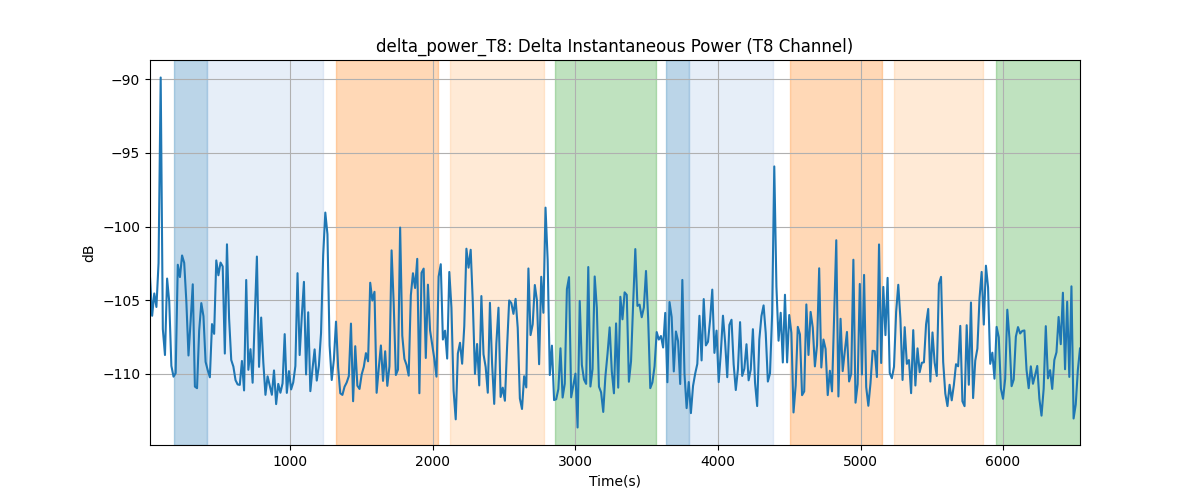 delta_power_T8: Delta Instantaneous Power (T8 Channel)
−90
−95
−100
−105
−110
dB
1000 2000 3000 4000 5000 6000
Time(s)